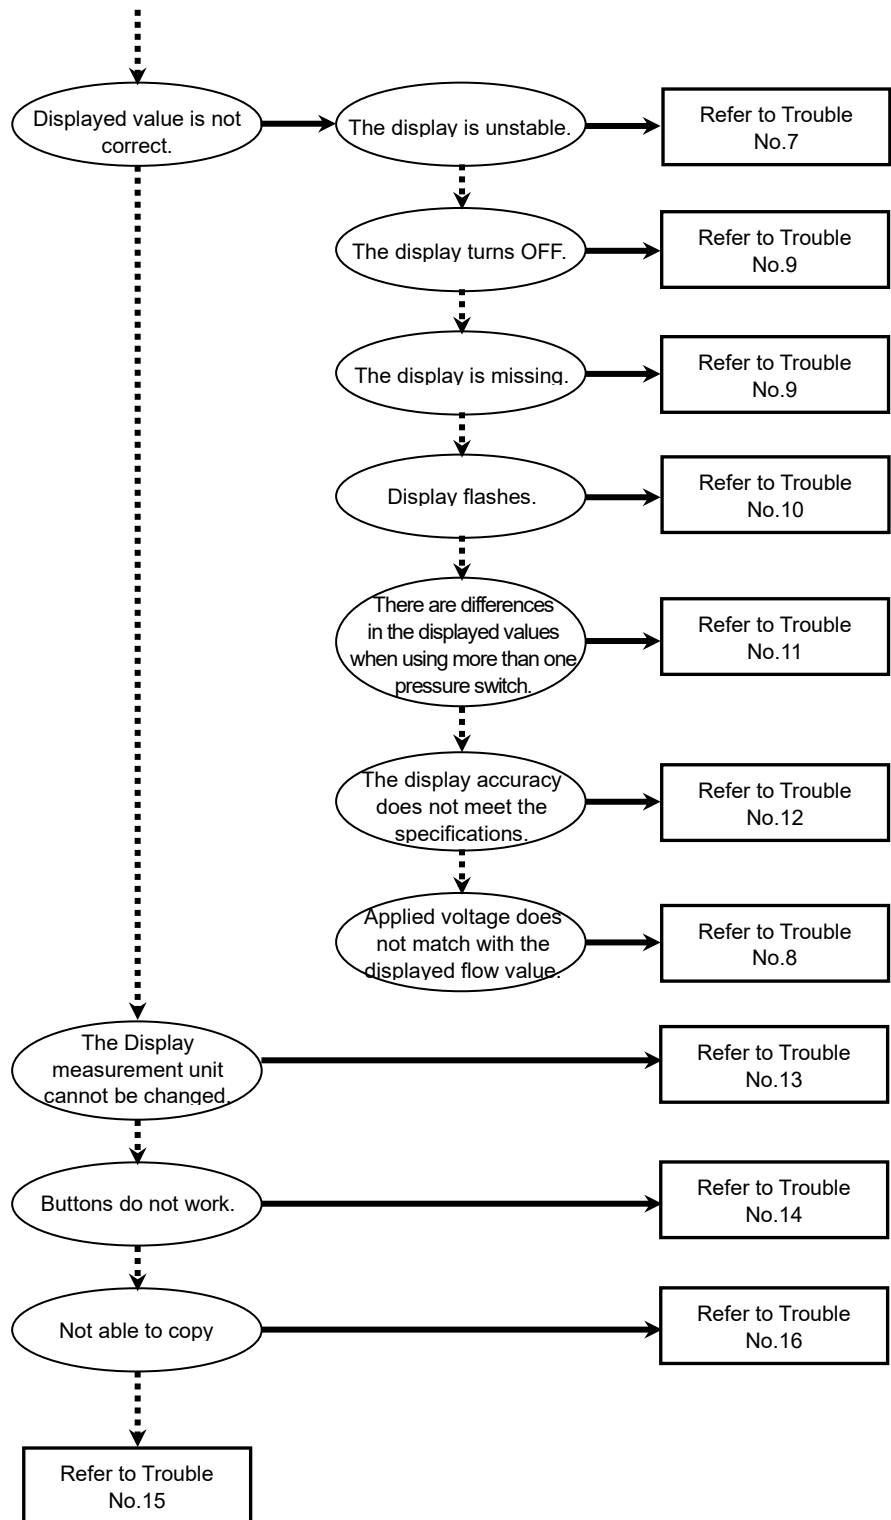 Displayed value is not
correct.
The display is unstable.
Refer to Trouble
No.7
The display turns OFF.
Refer to Trouble
No.9
The display is missing.
Refer to Trouble
No.9
Display flashes.
Refer to Trouble
No.10
There are differences
in the displayed values
when using more than one
pressure switch.
Refer to Trouble
No.11
The display accuracy
does not meet the
specifications.
Refer to Trouble
No.12
Applied voltage does
not match with the
displayed flow value.
Refer to Trouble
No.8
The Display
measurement unit
cannot be changed.
Refer to Trouble
No.13
Buttons do not work.
Refer to Trouble
No.14
Not able to copy
Refer to Trouble
No.16
Refer to Trouble
No.15